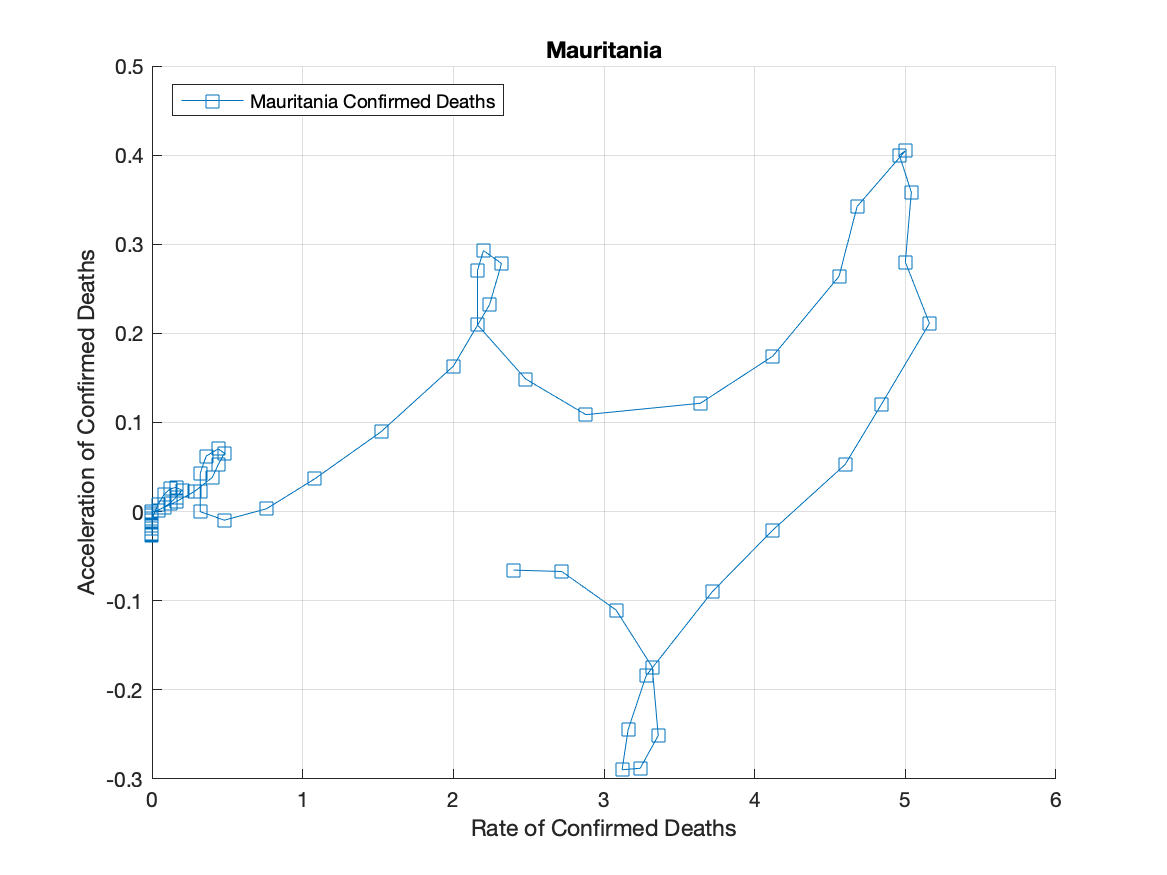 Mauritania
Mauritania Confirmed Deaths
Acceleration of Confirmed Deaths
0.5
0.4
0.3
0.2
0.1
0
-0.1
-0.2
-0.3
0 1 2 3 4 5 6
Rate of Confirmed Deaths